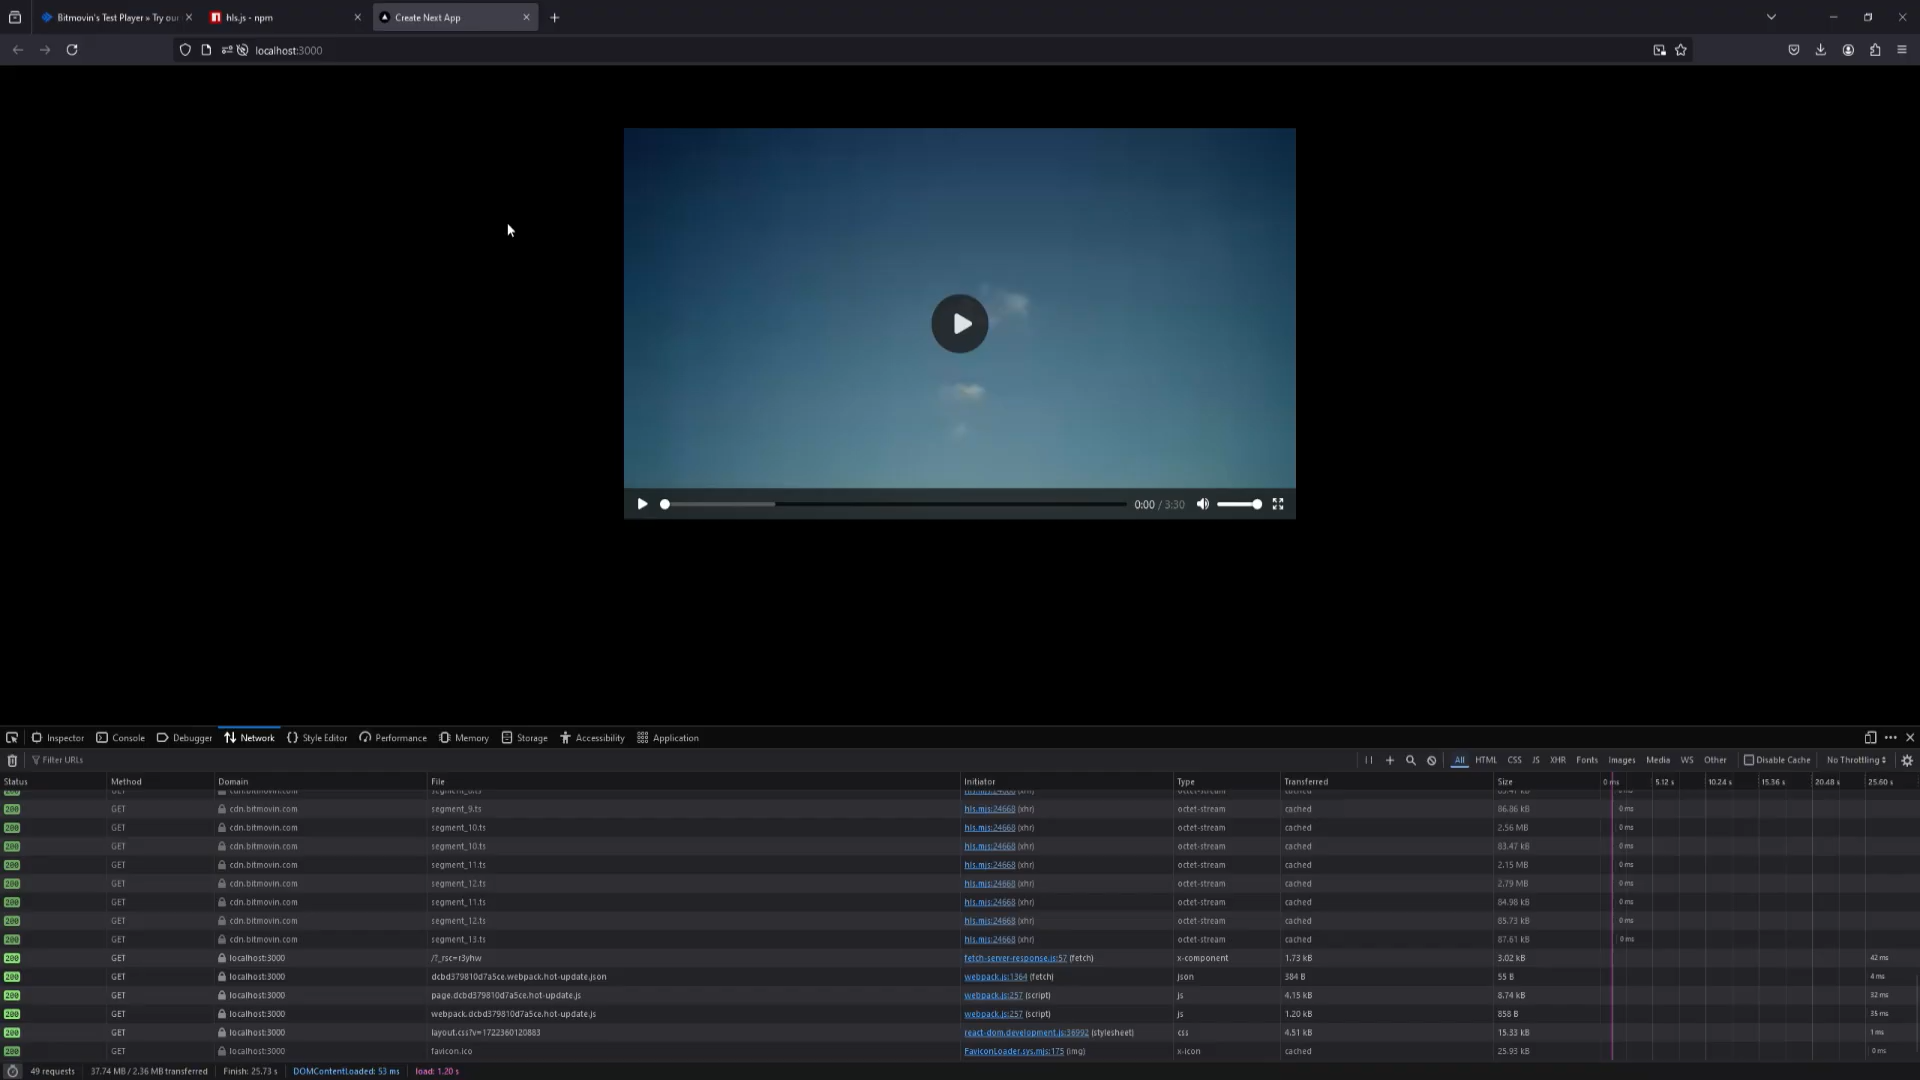 Bitmovin's Test Player » Try our
hls.js - npm
Create Next App
localhost:3000
0:00 / 3:30
Inspector Console Debugger Network Style Editor Performance Memory Storage Accessibility Application
Filter URLs All HTML CSS JS XHR Fonts Images Media WS Other Disable Cache No Throttling
Status Method Domain File Initiator Type Transferred Size 0 ms 5.12 s 10.24 s 15.36 s 20.48 s 25.60 s
200 GET cdn.bitmovin.com segment_9.ts hls.mjs:24668 (xhr) octet-stream cached 86.86 kB 0 ms
200 GET cdn.bitmovin.com segment_10.ts hls.mjs:24668 (xhr) octet-stream cached 2.56 MB 0 ms
200 GET cdn.bitmovin.com segment_10.ts hls.mjs:24668 (xhr) octet-stream cached 83.47 kB 0 ms
200 GET cdn.bitmovin.com segment_11.ts hls.mjs:24668 (xhr) octet-stream cached 2.15 MB 0 ms
200 GET cdn.bitmovin.com segment_12.ts hls.mjs:24668 (xhr) octet-stream cached 2.79 MB 0 ms
200 GET cdn.bitmovin.com segment_11.ts hls.mjs:24668 (xhr) octet-stream cached 84.98 kB 0 ms
200 GET cdn.bitmovin.com segment_12.ts hls.mjs:24668 (xhr) octet-stream cached 85.73 kB 0 ms
200 GET cdn.bitmovin.com segment_13.ts hls.mjs:24668 (xhr) octet-stream cached 87.61 kB 0 ms
200 GET localhost:3000 /?_rsc=r3yhw fetch-server-response.js:57 (fetch) x-component 1.73 kB 3.02 kB 42 ms
200 GET localhost:3000 dcbd379810d7a5ce.webpack.hot-update.json webpack.js:1364 (fetch) json 384 B 55 B 4 ms
200 GET localhost:3000 page.dcbd379810d7a5ce.hot-update.js webpack.js:257 (script) js 4.15 kB 8.74 kB 32 ms
200 GET localhost:3000 webpack.dcbd379810d7a5ce.hot-update.js webpack.js:257 (script) js 1.20 kB 858 B 35 ms
200 GET localhost:3000 layout.css?v=1722360120883 react-dom.development.js:36992 (stylesheet) css 4.51 kB 15.33 kB 1 ms
200 GET localhost:3000 favicon.ico FaviconLoader.sys.mjs:175 (img) x-icon cached 25.93 kB 0 ms
49 requests 37.74 MB / 2.36 MB transferred Finish: 25.73 s DOMContentLoaded: 53 ms load: 1.20 s